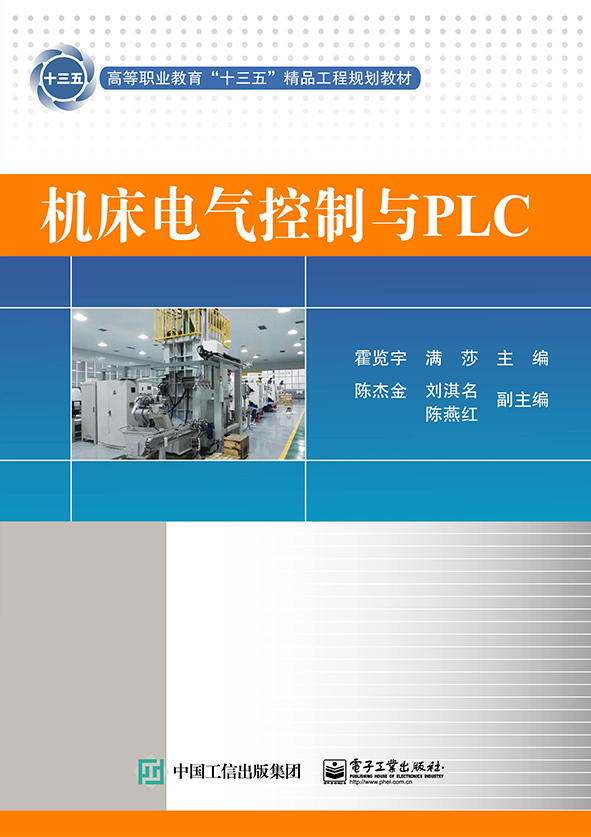 十三五
高等职业教育“十三五”精品工程规划教材
机床电气控制与PLC
霍览宇 满 莎 主 编
陈杰金 刘淇名 副主编
陈燕红
中国工信出版集团
电子工業出版社
PUBLISHING HOUSE OF ELECTRONICS INDUSTRY
http://www.phei.com.cn